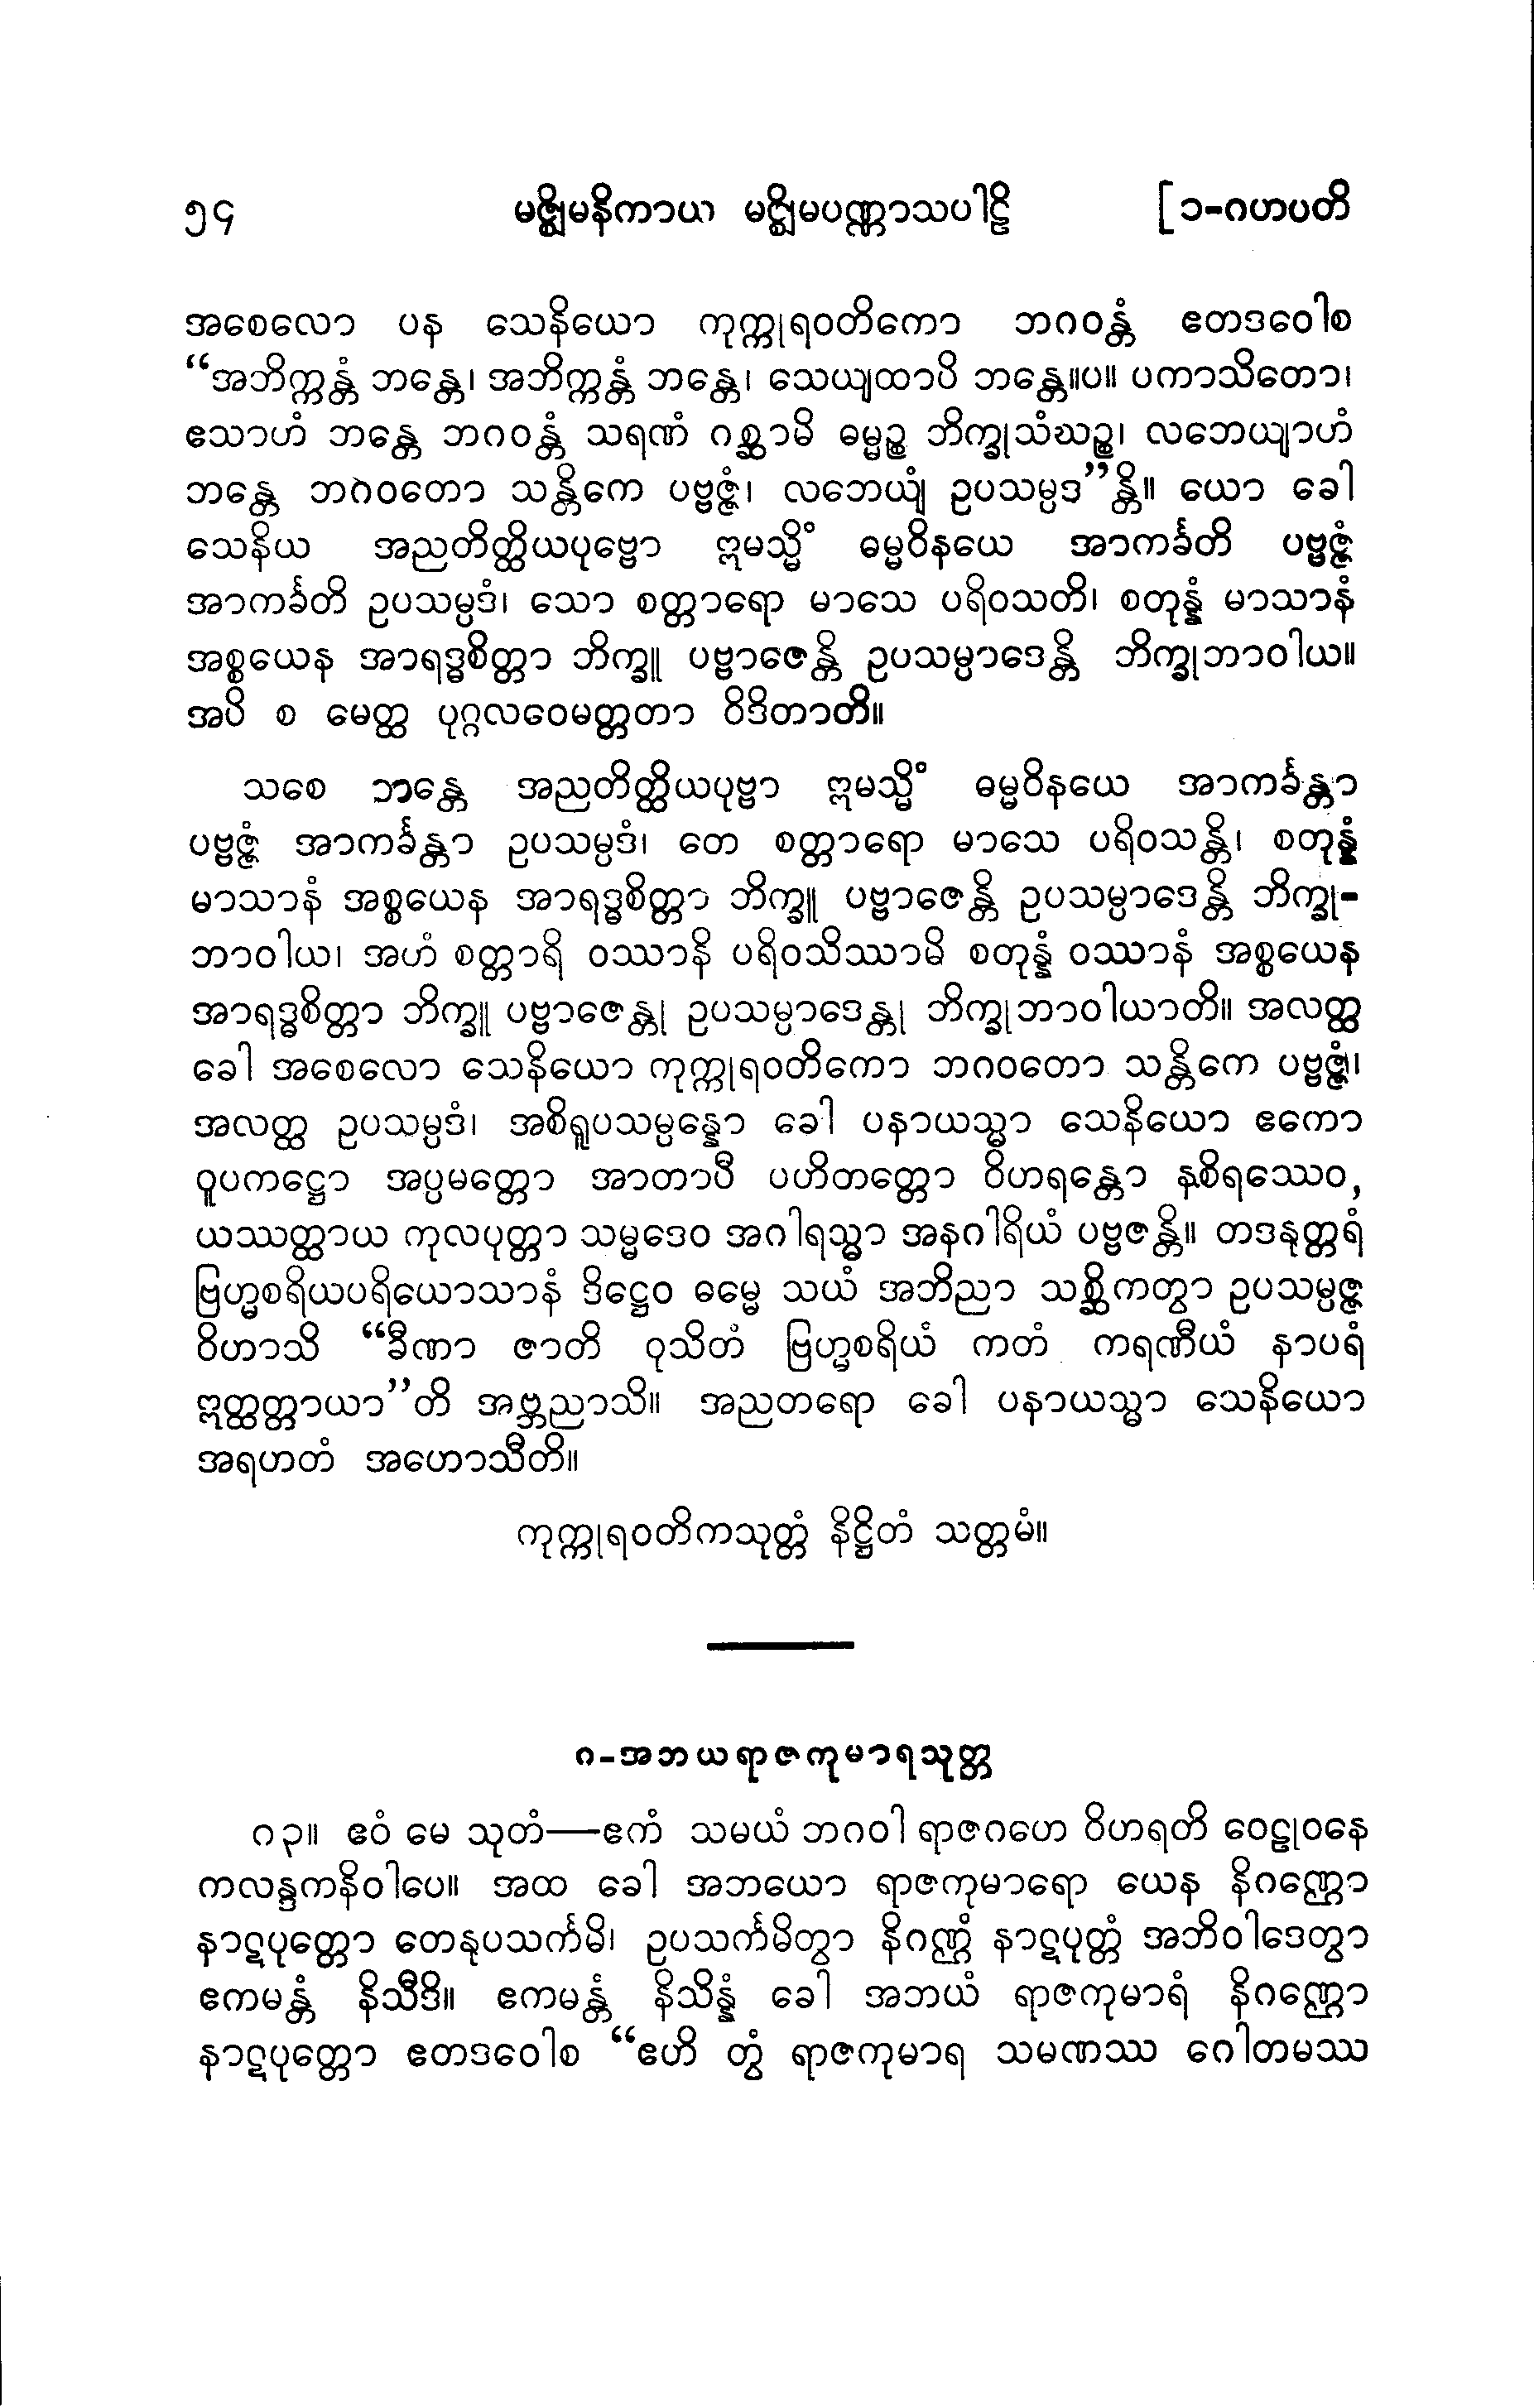 ၅၄ မဇ္ဈိမနိကာယ မဇ္ဈိမပဏ္ဏာသပါဠိ [ ၁-ဂဟပတိ
အစေလော ပန သေနိယော ကုက္ကုရဝတိကော ဘဂဝန္တံ ဧတဒဝေါစ
“အဘိက္ကန္တံ ဘန္တေ၊ အဘိက္ကန္တံ ဘန္တေ၊ သေယျထာပိ ဘန္တေ။ပ။ ပကာသိတော၊
ဧသာဟံ ဘန္တေ ဘဂဝန္တံ သရဏံ ဂစ္ဆာမိ ဓမ္မဉ္စ ဘိက္ခုသံဃဉ္စ၊ လဘေယျာဟံ
ဘန္တေ ဘဂဝတော သန္တိကေ ပဗ္ဗဇ္ဇံ၊ လဘေယျံ ဥပသမ္ပဒ”န္တိ။ ယော ခေါ
သေနိယ အညတိတ္ထိယပုဗ္ဗော ဣမသ္မိံ ဓမ္မဝိနယေ အာကင်္ခတိ ပဗ္ဗဇ္ဇံ
အာကင်္ခတိ ဥပသမ္ပဒံ၊ သော စတ္တာရော မာသေ ပရိဝသတိ၊ စတုန္နံ မာသာနံ
အစ္စယေန အာရဒ္ဓစိတ္တာ ဘိက္ခူ ပဗ္ဗာဇေန္တိ ဥပသမ္ပာဒေန္တိ ဘိက္ခုဘာဝါယ။
အပိ စ မေတ္ထ ပုဂ္ဂလဝေမတ္တတာ ဝိဒိတာတိ။
သစေ ဘန္တေ အညတိတ္ထိယပုဗ္ဗာ ဣမသ္မိံ ဓမ္မဝိနယေ အာကင်္ခန္တာ
ပဗ္ဗဇ္ဇံ အာကင်္ခန္တာ ဥပသမ္ပဒံ၊ တေ စတ္တာရော မာသေ ပရိဝသန္တိ၊ စတုန္နံ
မာသာနံ အစ္စယေန အာရဒ္ဓစိတ္တာ ဘိက္ခူ ပဗ္ဗာဇေန္တိ ဥပသမ္ပာဒေန္တိ ဘိက္ခု-
ဘာဝါယ၊ အဟံ စတ္တာရိ ဝဿာနိ ပရိဝသိဿာမိ စတုန္နံ ဝဿာနံ အစ္စယေန
အာရဒ္ဓစိတ္တာ ဘိက္ခူ ပဗ္ဗာဇေန္တု ဥပသမ္ပာဒေန္တု ဘိက္ခုဘာဝါယာတိ။ အလတ္ထ
ခေါ အစေလော သေနိယော ကုက္ကုရဝတိကော ဘဂဝတော သန္တိကေ ပဗ္ဗဇ္ဇံ၊
အလတ္ထ ဥပသမ္ပဒံ၊ အစိရူပသမ္ပန္နော ခေါ ပနာယသ္မာ သေနိယော ဧကော
ဝူပကဋ္ဌော အပ္ပမတ္တော အာတာပီ ပဟိတတ္တော ဝိဟရန္တော နစိရဿေဝ,
ယဿတ္ထာယ ကုလပုတ္တာ သမ္မဒေဝ အဂါရသ္မာ အနဂါရိယံ ပဗ္ဗဇန္တိ။ တဒနုတ္တရံ
ဗြဟ္မစရိယပရိယောသာနံ ဒိဋ္ဌေဝ ဓမ္မေ သယံ အဘိညာ သစ္ဆိကတွာ ဥပသမ္ပဇ္ဇ
ဝိဟာသိ “ခီဏာ ဇာတိ ဝုသိတံ ဗြဟ္မစရိယံ ကတံ ကရဏီယံ နာပရံ
ဣတ္ထတ္တာယာ”တိ အဗ္ဘညာသိ။ အညတရော ခေါ ပနာယသ္မာ သေနိယော
အရဟတံ အဟောသီတိ။
ကုက္ကုရဝတိကသုတ္တံ နိဋ္ဌိတံ သတ္တမံ။
၈-အဘယရာဇကုမာရသုတ္တ
၈၃။ ဧဝံ မေ သုတံ—ဧကံ သမယံ ဘဂဝါ ရာဇဂဟေ ဝိဟရတိ ဝေဠုဝနေ
ကလန္ဒကနိဝါပေ။ အထ ခေါ အဘယော ရာဇကုမာရော ယေန နိဂဏ္ဌော
နာဋပုတ္တော တေနုပသင်္ကမိ၊ ဥပသင်္ကမိတွာ နိဂဏ္ဌံ နာဋပုတ္တံ အဘိဝါဒေတွာ
ဧကမန္တံ နိသီဒိ။ ဧကမန္တံ နိသိန္နံ ခေါ အဘယံ ရာဇကုမာရံ နိဂဏ္ဌော
နာဋပုတ္တော ဧတဒဝေါစ “ဧဟိ တွံ ရာဇကုမာရ သမဏဿ ဂေါတမဿ